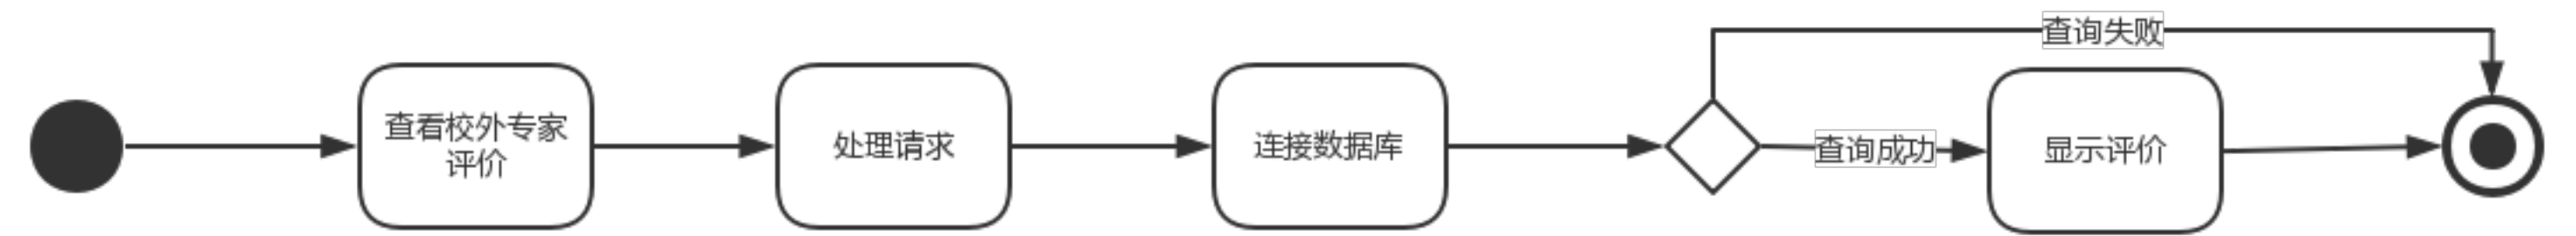 查看校外专家
评价
处理请求
连接数据库
查询失败
查询成功
显示评价